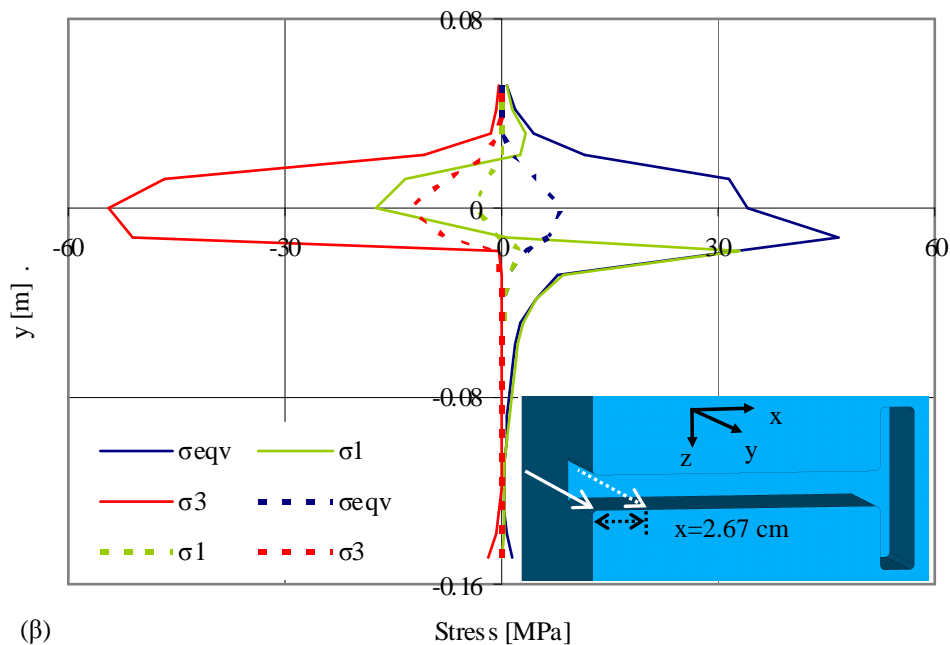 0.08
-60 -30 0 30 60
0
y [m] .
-0.08
σeqv σ1
σ3 σeqv
σ1 σ3
x
y
z
x=2.67 cm
-0.16
(β) Stress [MPa]